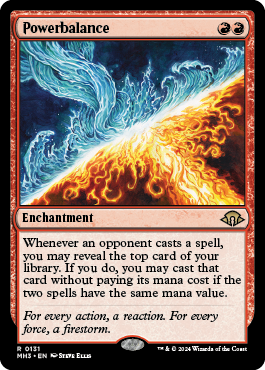 Powerbalance
Enchantment
Whenever an opponent casts a spell,
you may reveal the top card of your
library. If you do, you may cast that
card without paying its mana cost if the
two spells have the same mana value.
For every action, a reaction. For every
force, a firestorm.
R 0131
MH3 • EN Steve Ellis
™ & © 2024 Wizards of the Coast